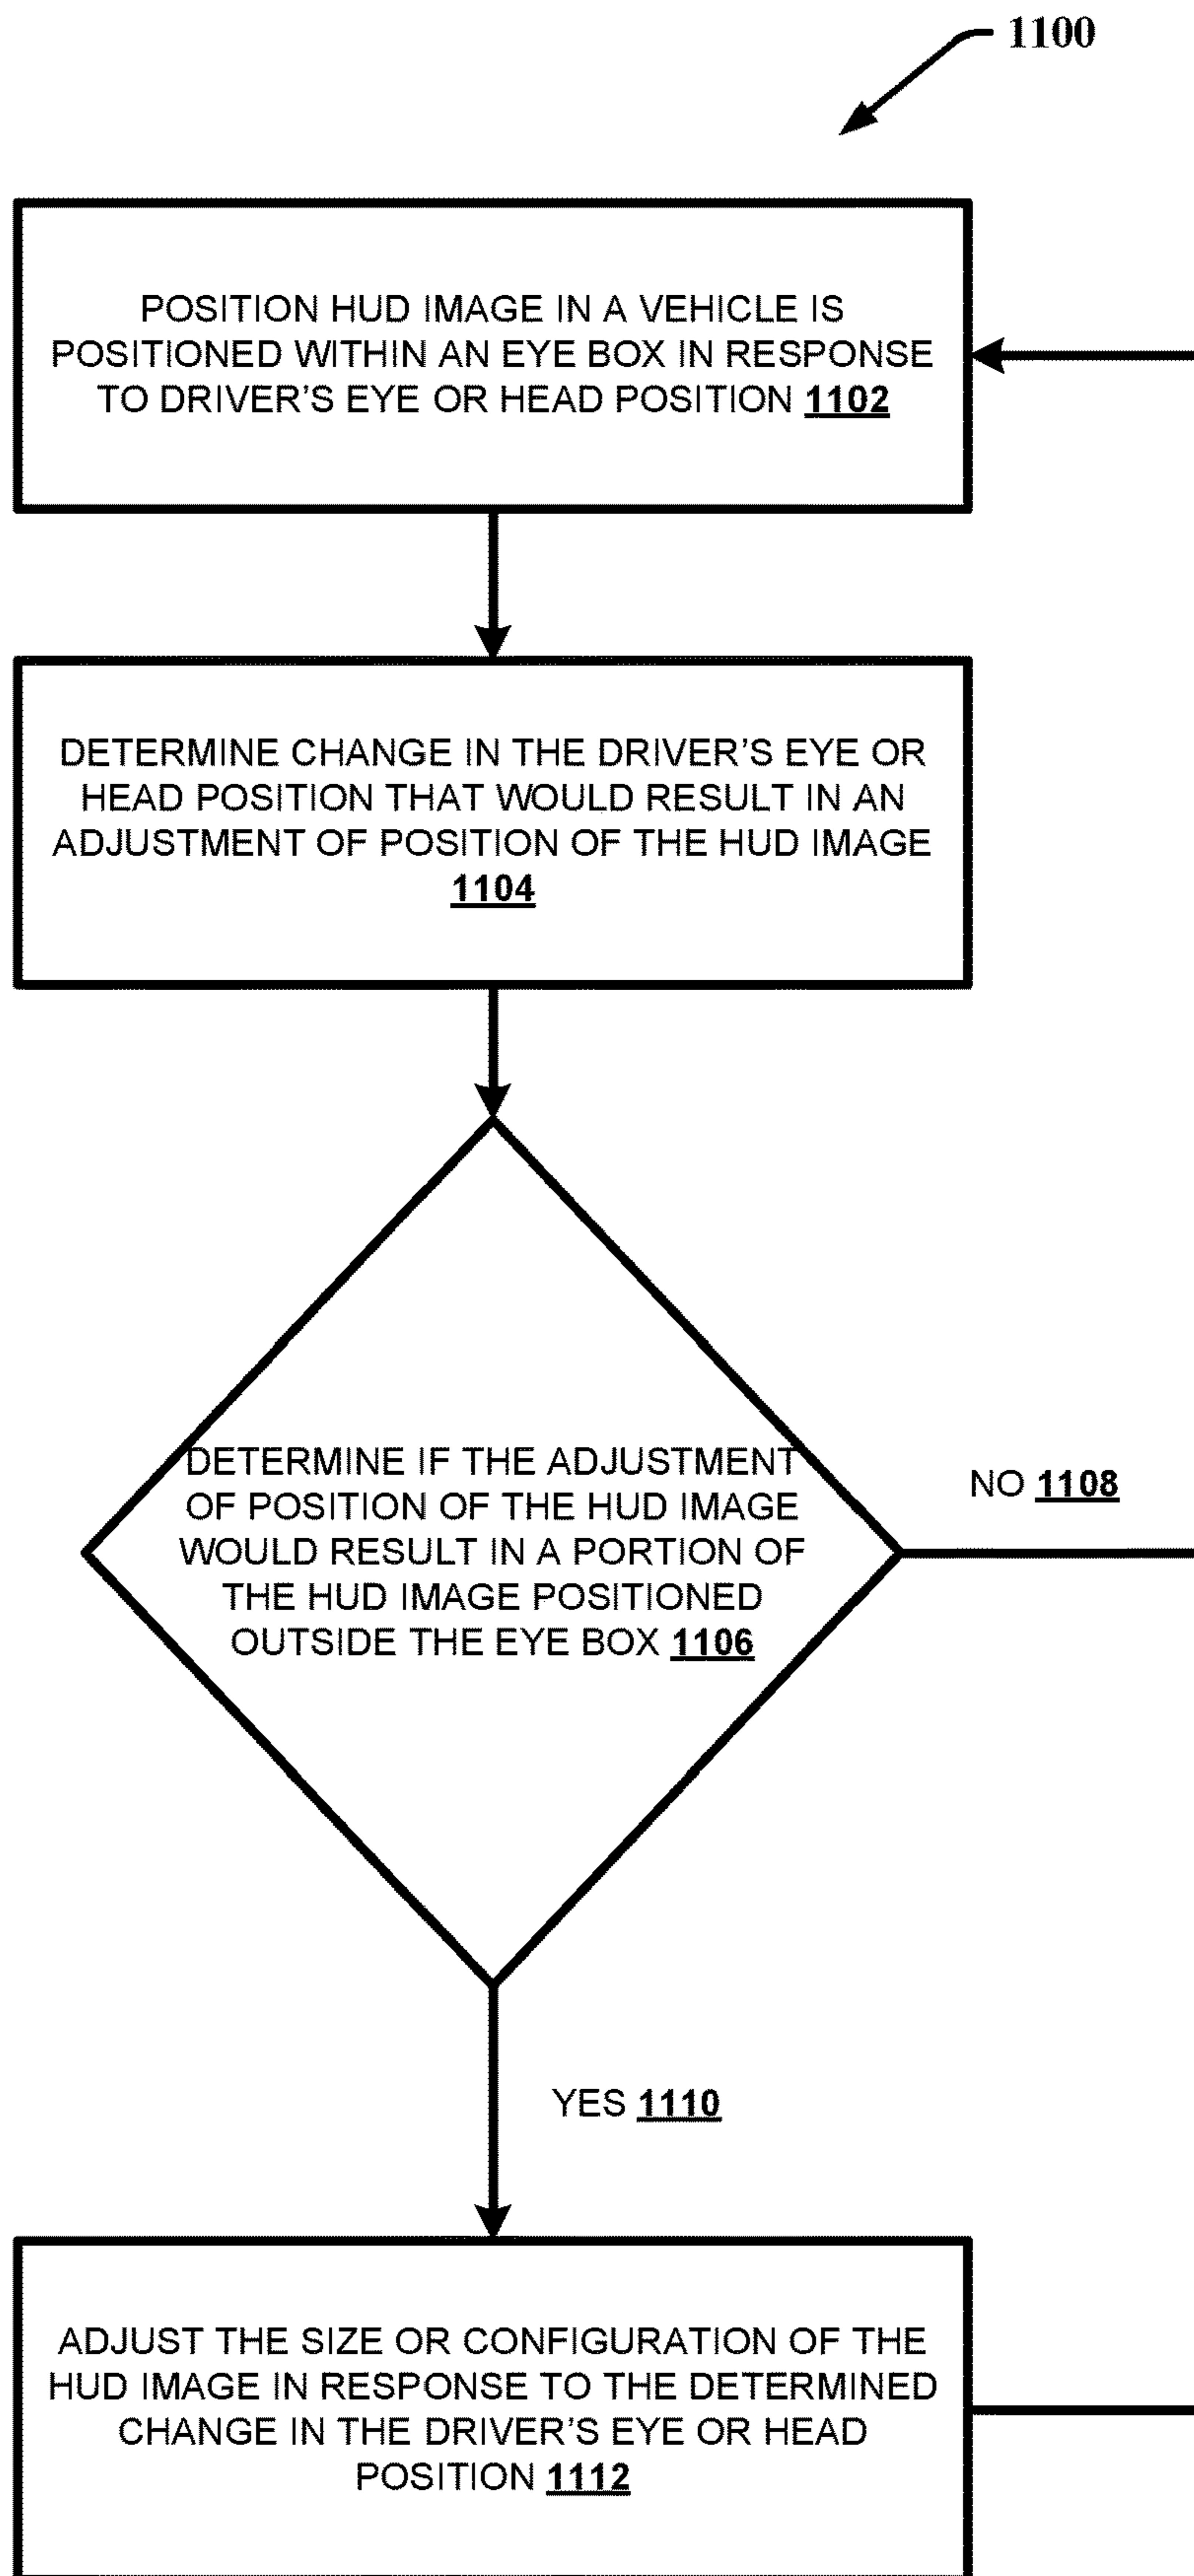 1100
POSITION HUD IMAGE IN A VEHICLE IS
POSITIONED WITHIN AN EYE BOX IN RESPONSE
TO DRIVER'S EYE OR HEAD POSITION 1102
DETERMINE CHANGE IN THE DRIVER'S EYE OR
HEAD POSITION THAT WOULD RESULT IN AN
ADJUSTMENT OF POSITION OF THE HUD IMAGE
1104
DETERMINE IF THE ADJUSTMENT
OF POSITION OF THE HUD IMAGE
WOULD RESULT IN A PORTION OF
THE HUD IMAGE POSITIONED
OUTSIDE THE EYE BOX 1106
NO 1108
YES 1110
ADJUST THE SIZE OR CONFIGURATION OF THE
HUD IMAGE IN RESPONSE TO THE DETERMINED
CHANGE IN THE DRIVER'S EYE OR HEAD
POSITION 1112